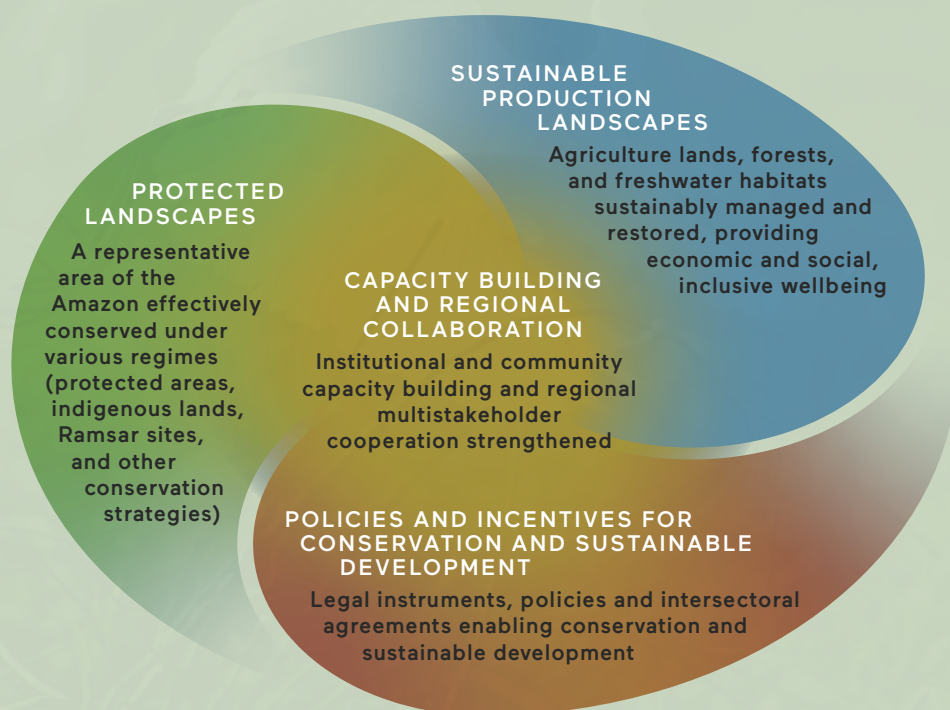 SUSTAINABLE
PRODUCTION
LANDSCAPES
Agriculture lands, forests,
and freshwater habitats
sustainably managed and
restored, providing
economic and social,
inclusive wellbeing
PROTECTED
LANDSCAPES
A representative
area of the
Amazon effectively
conserved under
various regimes
(protected areas,
indigenous lands,
Ramsar sites,
and other
conservation
strategies)
CAPACITY BUILDING
AND REGIONAL
COLLABORATION
Institutional and community
capacity building and regional
multistakeholder
cooperation strengthened
POLICIES AND INCENTIVES FOR
CONSERVATION AND SUSTAINABLE
DEVELOPMENT
Legal instruments, policies and intersectoral
agreements enabling conservation and
sustainable development